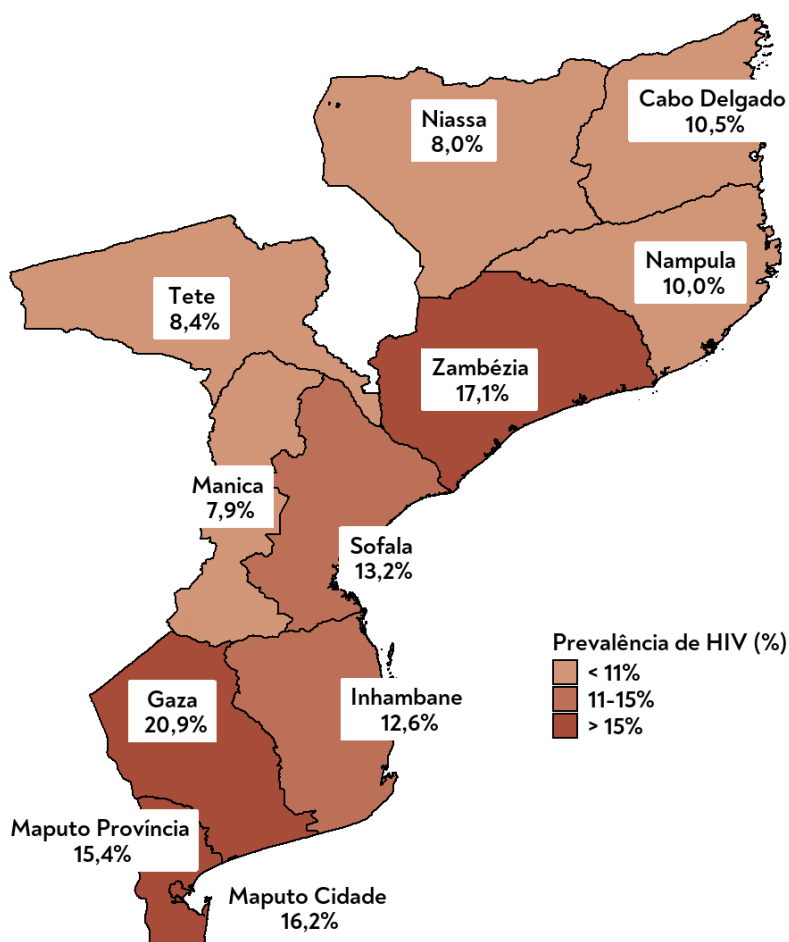 Cabo Delgado
10,5%
Niassa
8,0%
Nampula
10,0%
Tete
8,4%
Zambézia
17,1%
Manica
7,9%
Sofala
13,2%
Prevalência de HIV (%)
< 11%
11-15%
> 15%
Gaza
20,9%
Inhambane
12,6%
Maputo Província
15,4%
Maputo Cidade
16,2%